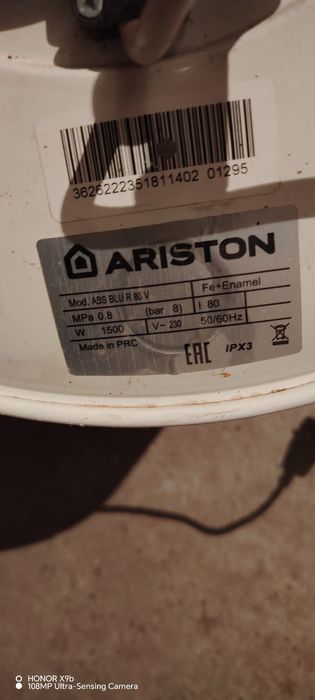 3626222351811402 01295
ARISTON
Mod. ABS BLU R 80 V Fe+Enamel
MPa 0.8 (bar 8) l 80
W 1500 V~ 230 50/60Hz
Made in PRC EAC IPX3
HONOR X9b
108MP Ultra-Sensing Camera